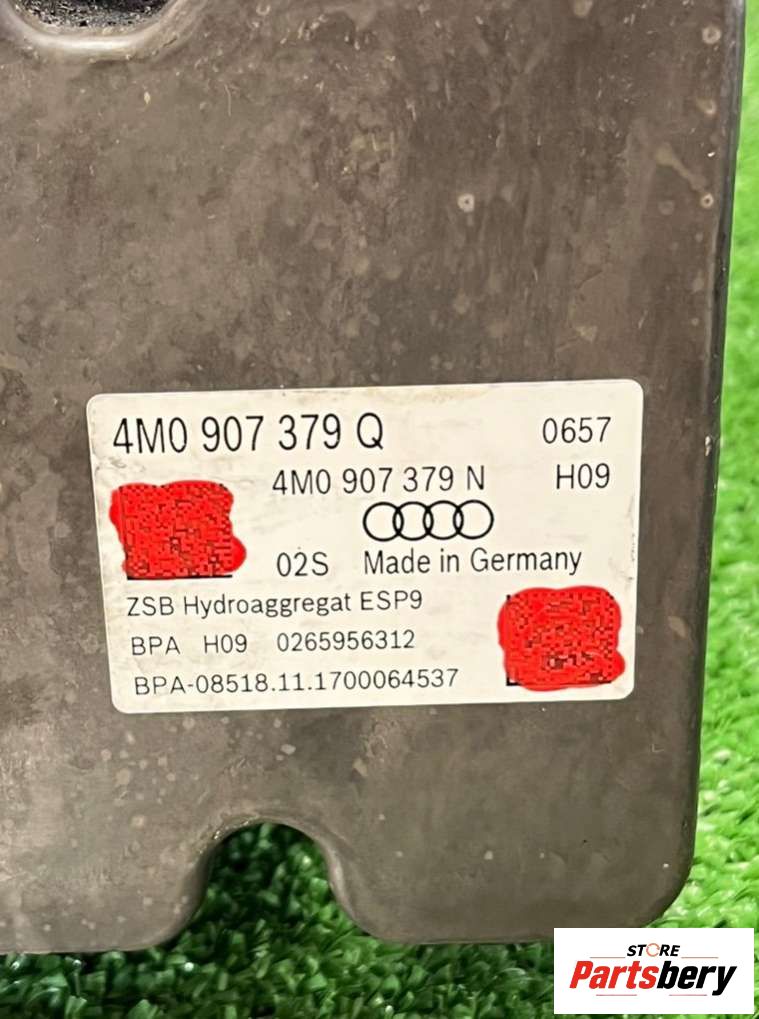 4M0 907 379 Q 0657
4M0 907 379 N H09
02S Made in Germany
ZSB Hydroaggregat ESP9
BPA H09 0265956312
BPA-08518.11.1700064537
STORE
Partsbery